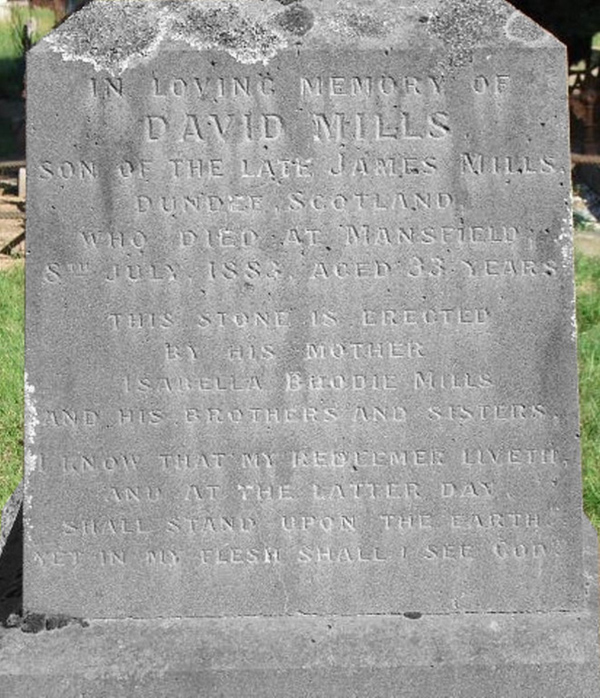 IN LOVING MEMORY OF
DAVID MILLS
SON OF THE LATE JAMES MILLS,
DUNDEE, SCOTLAND,
WHO DIED AT MANSFIELD,
8TH JULY, 1883, AGED 33 YEARS
THIS STONE IS ERECTED
BY HIS MOTHER
ISABELLA BRODIE MILLS
AND HIS BROTHERS AND SISTERS.
I KNOW THAT MY REDEEMER LIVETH,
AND AT THE LATTER DAY,
SHALL STAND UPON THE EARTH.
YET IN MY FLESH SHALL I SEE GOD.